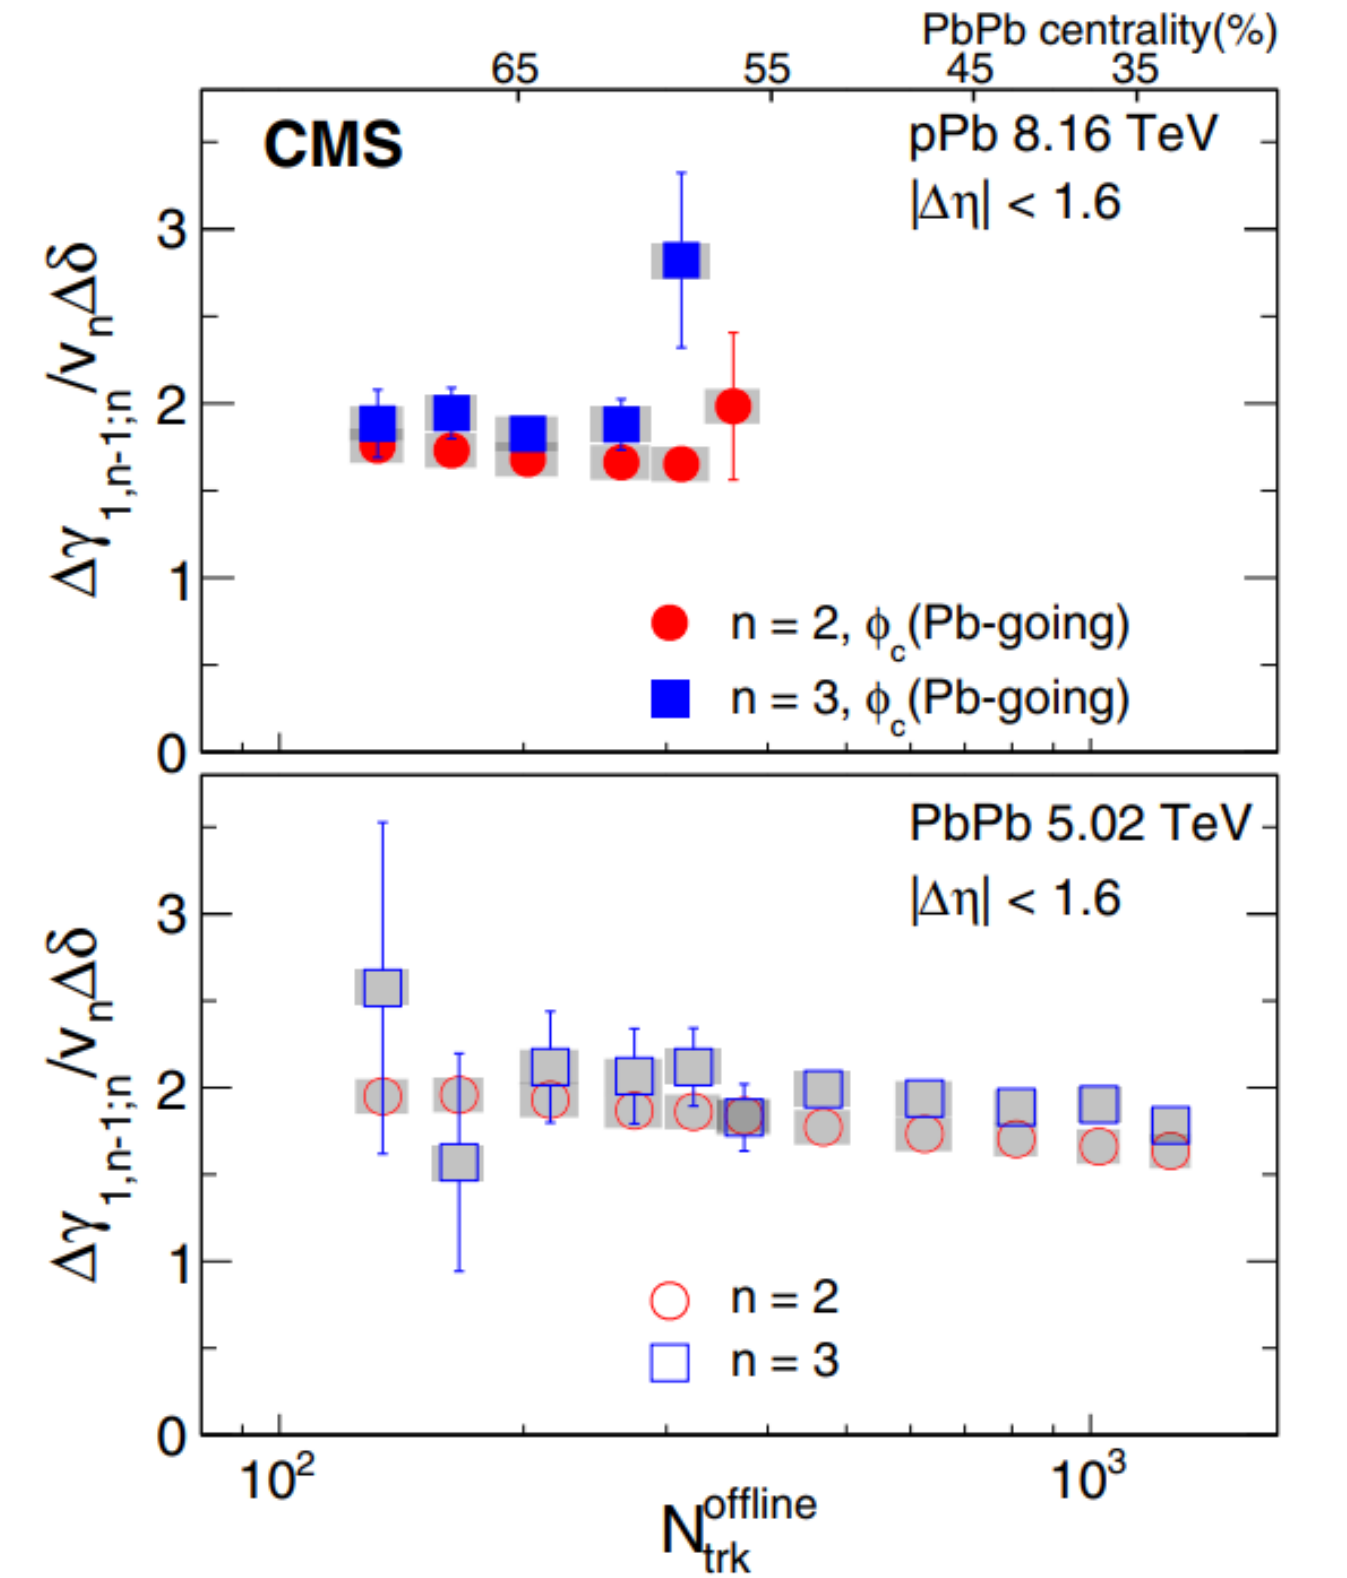 PbPb centrality(%)
65 55 45 35
CMS
pPb 8.16 TeV
|Δη| < 1.6
3
2
1
0
Δγ1,n-1;n/vnΔδ
n = 2, ϕc(Pb-going)
n = 3, ϕc(Pb-going)
PbPb 5.02 TeV
|Δη| < 1.6
3
2
1
0
Δγ1,n-1;n/vnΔδ
n = 2
n = 3
10² 10³
Ntrk^offline